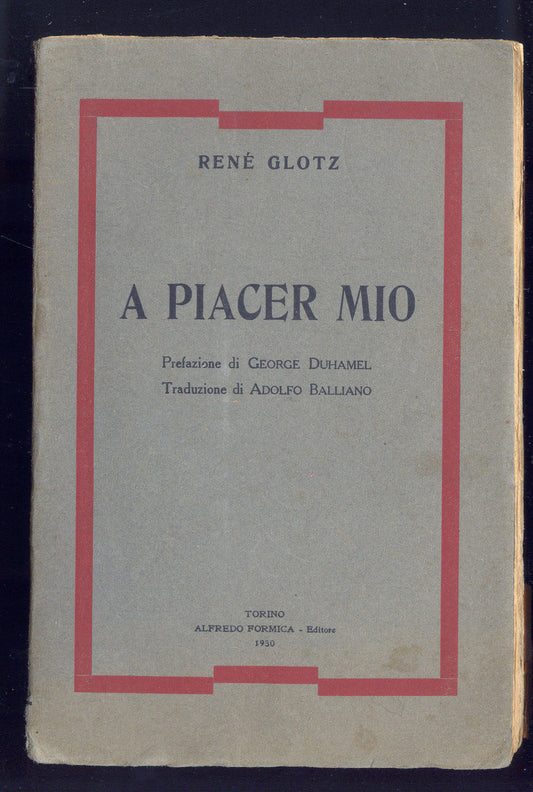 RENÉ GLOTZ
A PIACER MIO
Prefazione di GEORGE DUHAMEL
Traduzione di ADOLFO BALLIANO
TORINO
ALFREDO FORMICA - Editore
1930